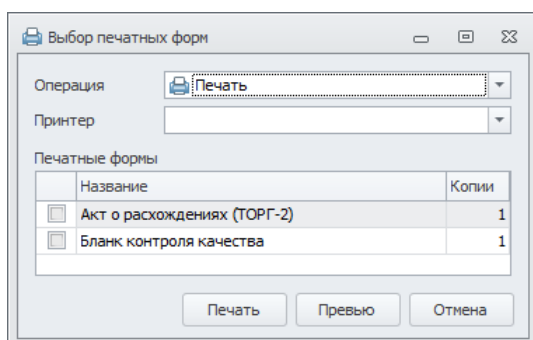 Выбор печатных форм
Операция Печать
Принтер
Печатные формы
Название Копии
Акт о расхождениях (ТОРГ-2) 1
Бланк контроля качества 1
Печать Превью Отмена